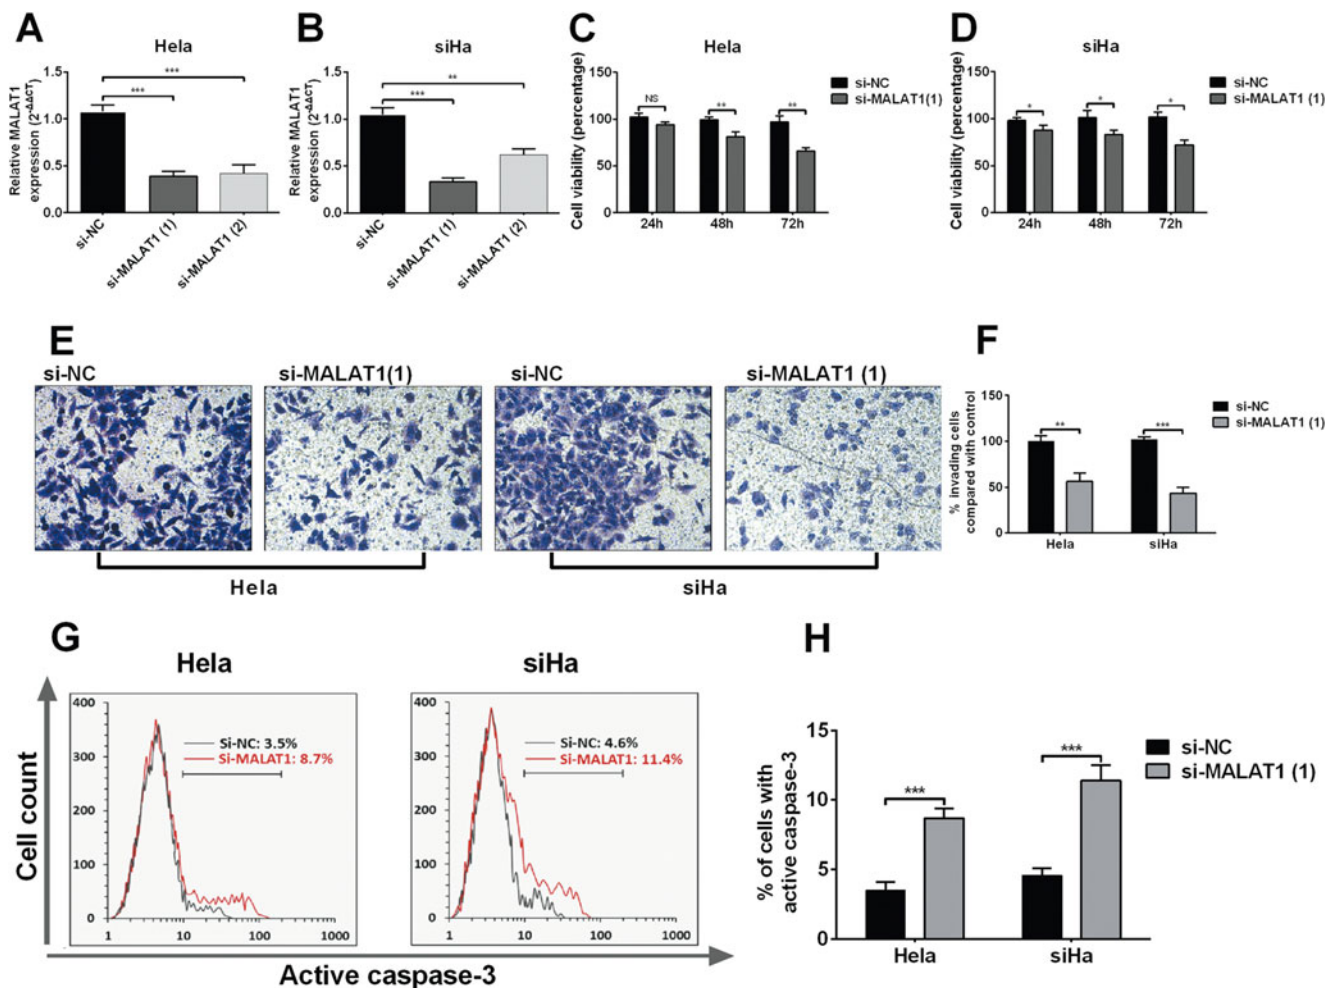 A
Hela
Relative MALAT1
expression (2^-ΔΔCT)
1.5
1.0
0.5
0.0
***
***
si-NC
si-MALAT1 (1)
si-MALAT1 (2)
B
siHa
Relative MALAT1
expression (2^-ΔΔCT)
1.5
1.0
0.5
0.0
**
***
si-NC
si-MALAT1 (1)
si-MALAT1 (2)
C
Hela
Cell viability (percentage)
150
100
50
0
NS
**
**
24h
48h
72h
si-NC
si-MALAT1(1)
D
siHa
Cell viability (percentage)
150
100
50
0
*
*
*
24h
48h
72h
si-NC
si-MALAT1 (1)
E
si-NC
si-MALAT1(1)
si-NC
si-MALAT1 (1)
Hela
siHa
F
% invading cells
compared with control
150
100
50
0
**
***
Hela
siHa
si-NC
si-MALAT1 (1)
G
Hela
siHa
Cell count
400
300
200
100
0
Si-NC: 3.5%
Si-MALAT1: 8.7%
1
10
100
1000
400
300
200
100
0
Si-NC: 4.6%
Si-MALAT1: 11.4%
1
10
100
1000
Active caspase-3
H
% of cells with
active caspase-3
15
10
5
0
***
***
Hela
siHa
si-NC
si-MALAT1 (1)